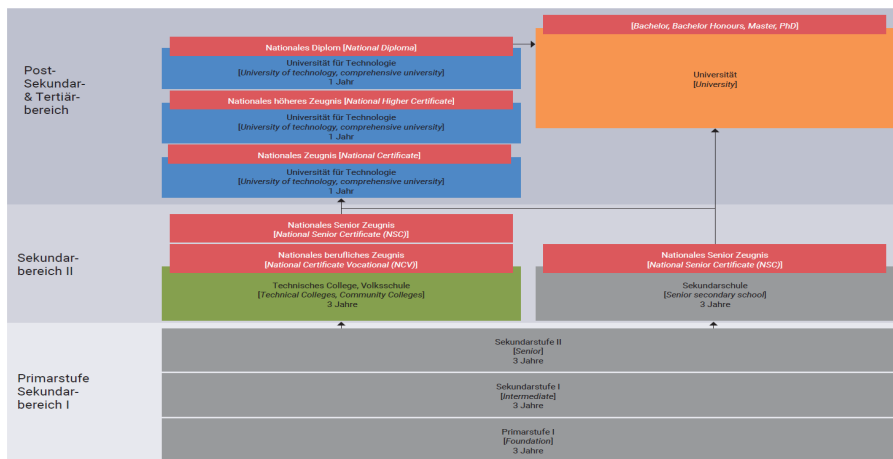 Post-
Sekundar-
& Tertiär-
bereich
Nationales Diplom [National Diploma]
Universität für Technologie
[University of technology, comprehensive university]
1 Jahr
Nationales höheres Zeugnis [National Higher Certificate]
Universität für Technologie
[University of technology, comprehensive university]
1 Jahr
Nationales Zeugnis [National Certificate]
Universität für Technologie
[University of technology, comprehensive university]
1 Jahr
[Bachelor, Bachelor Honours, Master, PhD]
Universität
[University]
Sekundar-
bereich II
Nationales Senior Zeugnis
[National Senior Certificate (NSC)]
Nationales berufliches Zeugnis
[National Certificate Vocational (NCV)]
Technisches College, Volksschule
[Technical Colleges, Community Colleges]
3 Jahre
Nationales Senior Zeugnis
[National Senior Certificate (NSC)]
Sekundarschule
[Senior secondary school]
3 Jahre
Primarstufe
Sekundar-
bereich I
Sekundarstufe II
[Senior]
3 Jahre
Sekundarstufe I
[Intermediate]
3 Jahre
Primarstufe I
[Foundation]
3 Jahre